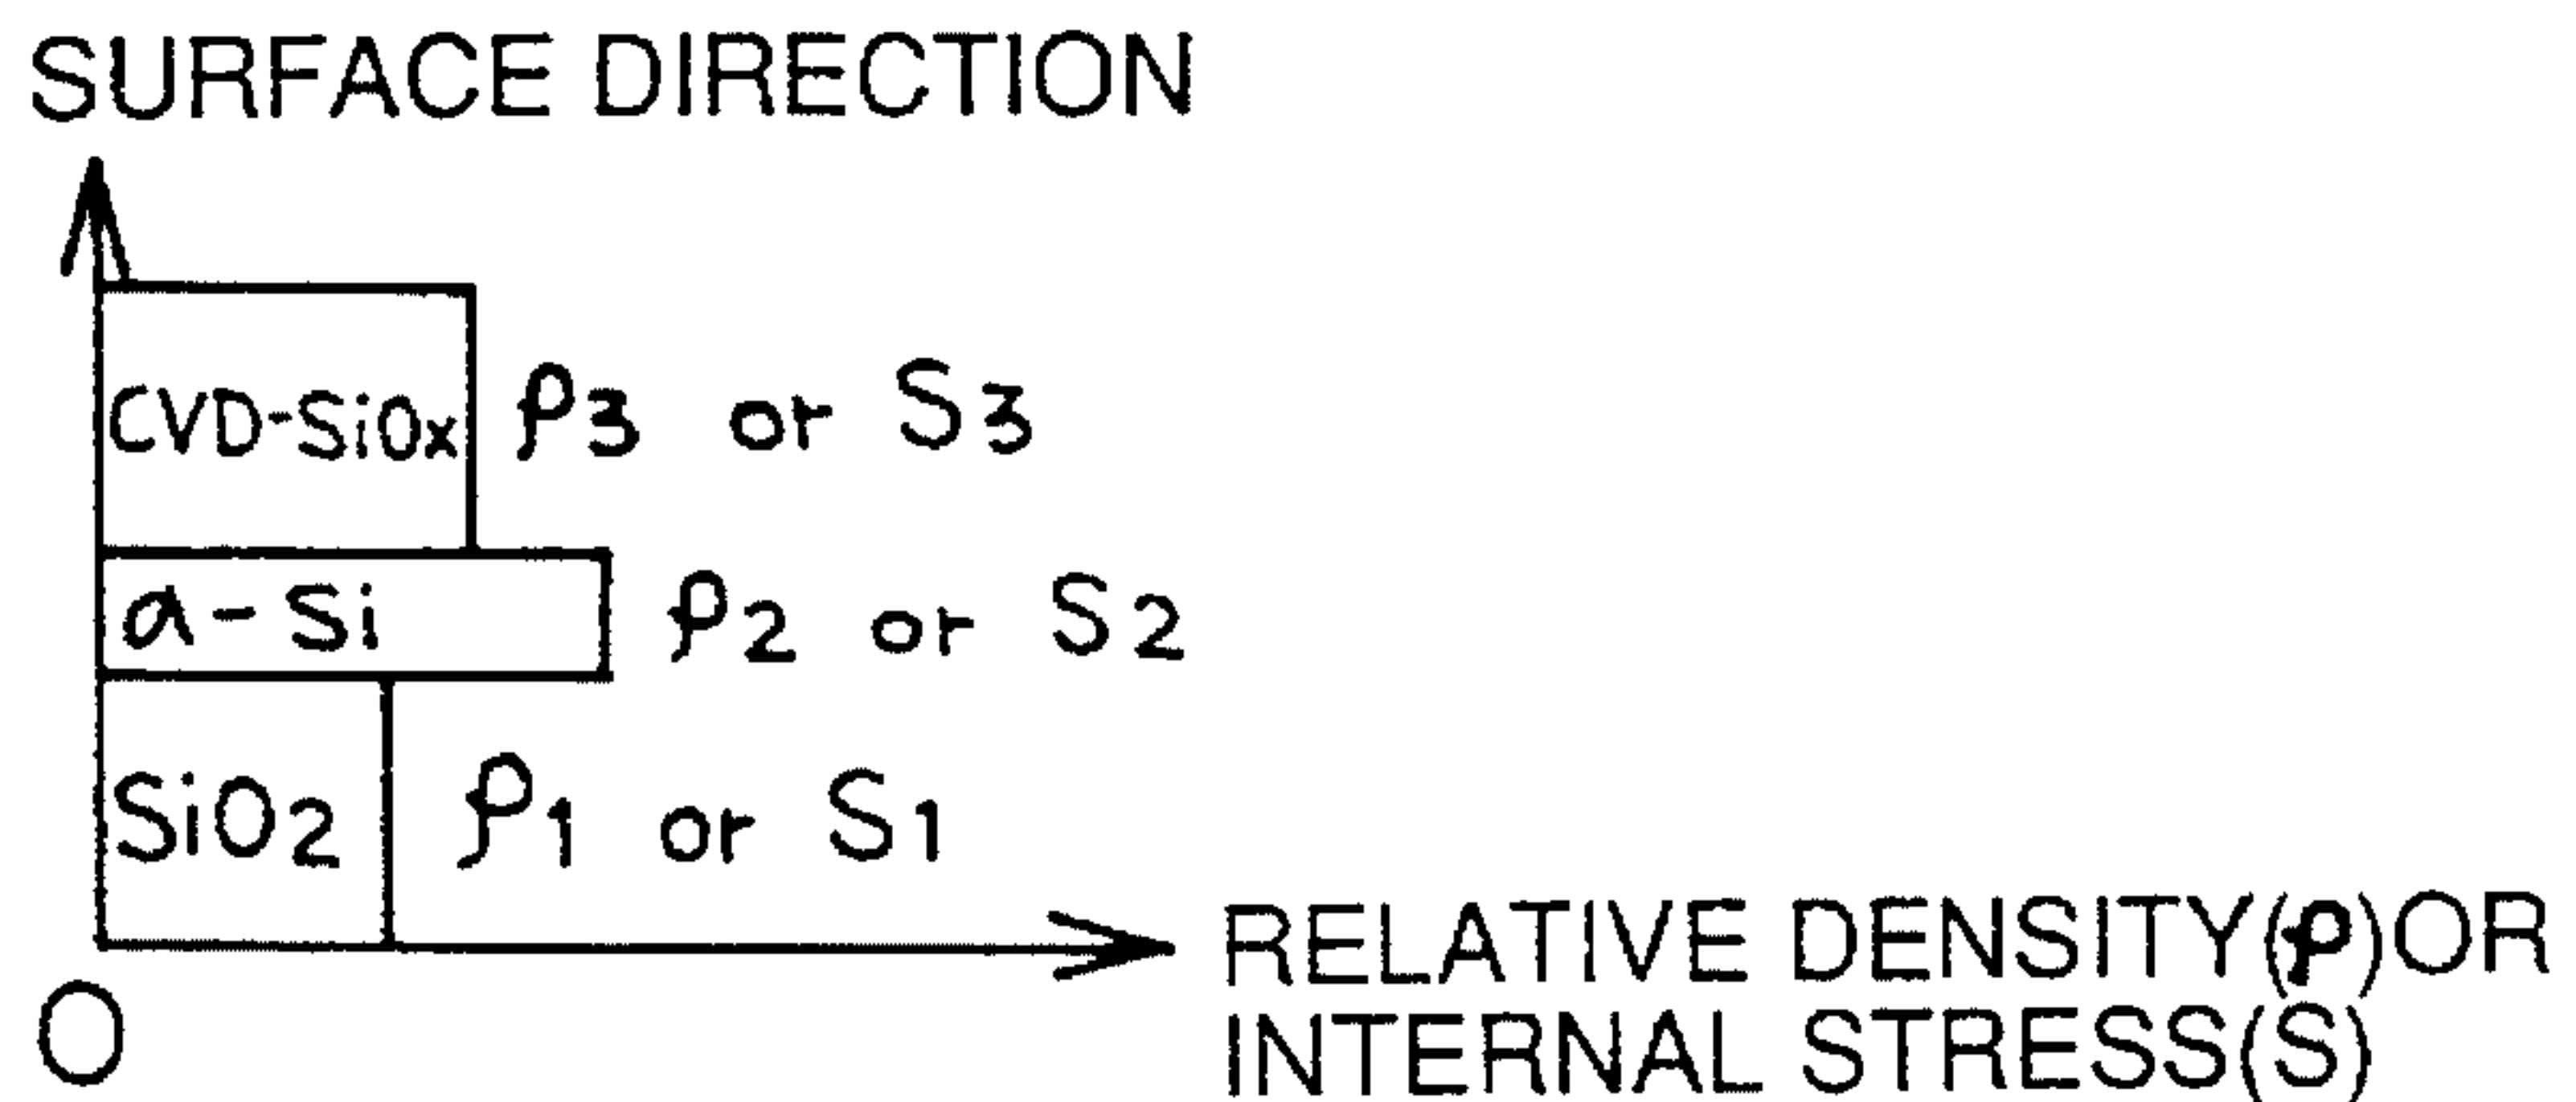 SURFACE DIRECTION
CVD-SiOx ρ3 or S3
a-Si ρ2 or S2
SiO2 ρ1 or S1
O
RELATIVE DENSITY(ρ)OR
INTERNAL STRESS(S)